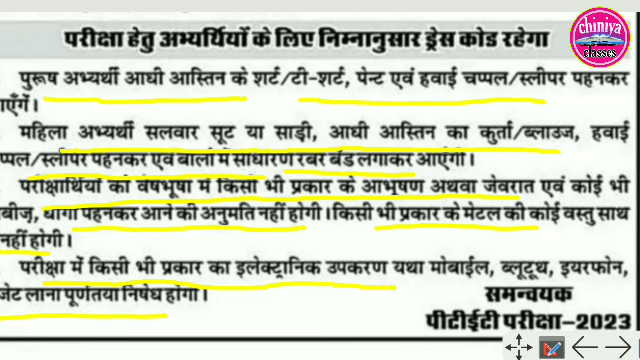 chiniya
classes
परीक्षा हेतु अभ्यर्थियों के लिए निम्नानुसार ड्रेस कोड रहेगा
पुरूष अभ्यर्थी आधी आस्तिन के शर्ट/टी-शर्ट, पेन्ट एवं हवाई चप्पल/स्लीपर पहनकर
एँगें।
महिला अभ्यर्थी सलवार सूट या साड़ी, आधी आस्तिन का कुर्ता/ब्लाउज, हवाई
प्पल/स्लीपर पहनकर एवं बालों में साधारण रबर बैंड लगाकर आएँगी।
परीक्षार्थियों को वेषभूषा में किसी भी प्रकार के आभूषण अथवा जेवरात एवं कोई भी
बीज़, धागा पहनकर आने की अनुमति नहीं होगी। किसी भी प्रकार के मेटल की कोई वस्तु साथ
नहीं होगी।
परीक्षा में किसी भी प्रकार का इलेक्ट्रानिक उपकरण यथा मोबाईल, ब्लूटूथ, इयरफोन,
जेट लाना पूर्णतया निषेध होगा।
समन्वयक
पीटीईटी परीक्षा-2023